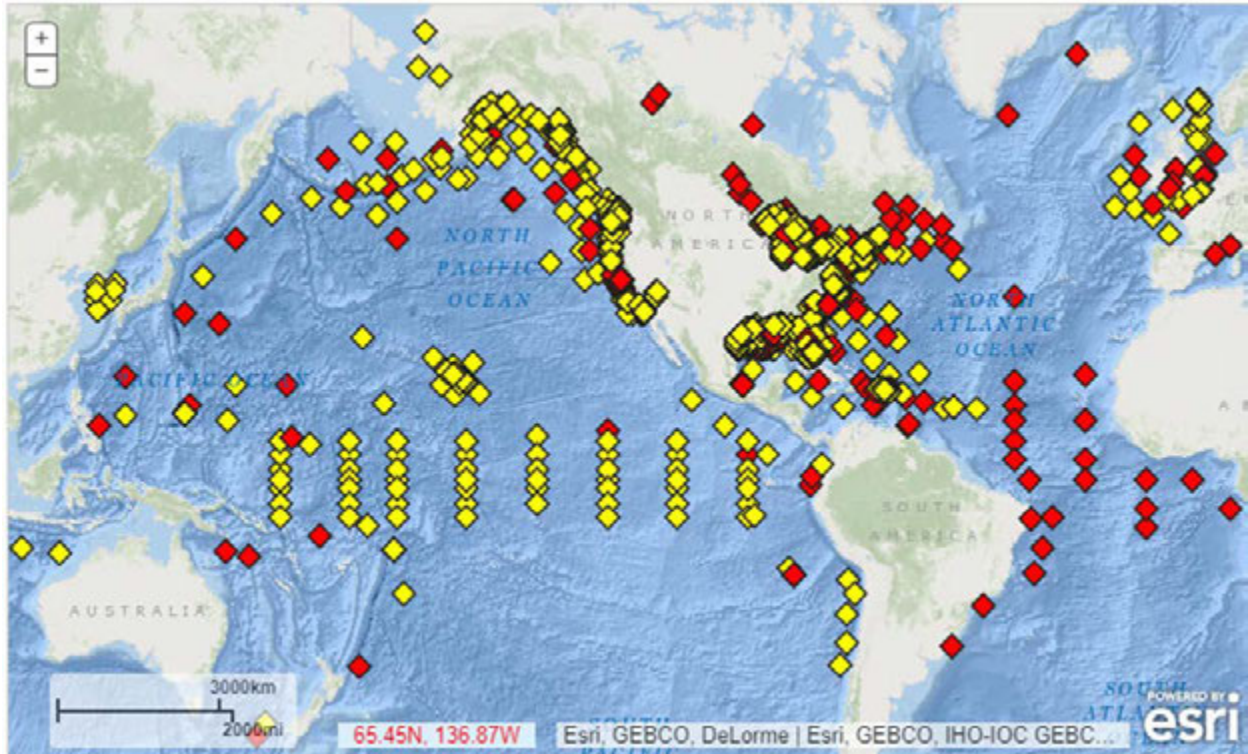 +
−
NORTH
AMERICA
NORTH
PACIFIC
OCEAN
NORTH
ATLANTIC
OCEAN
PACIFIC OCEAN
A
SOUTH
AMERICA
AUSTRALIA
3000km
2000mi
SOUTH
POWERED BY
esri
65.45N, 136.87W
Esri, GEBCO, DeLorme | Esri, GEBCO, IHO-IOC GEBC...